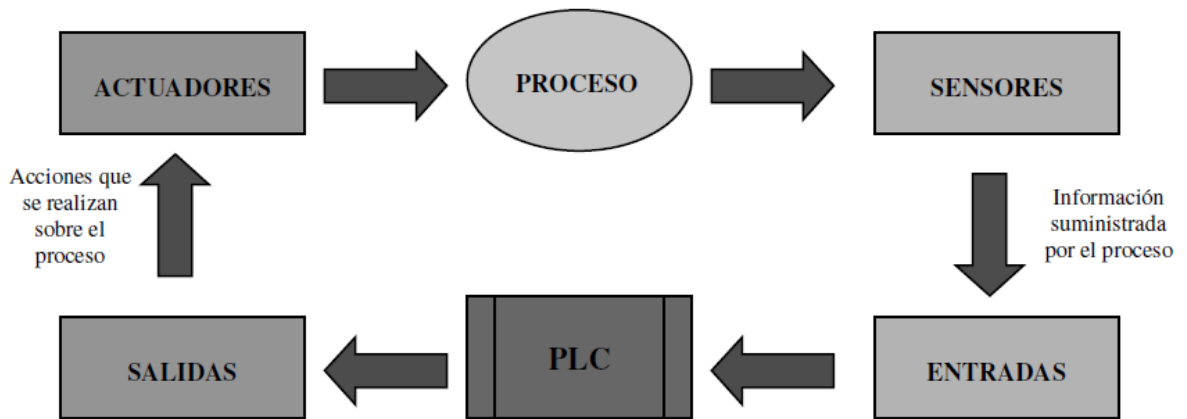 ACTUADORES
PROCESO
SENSORES
Acciones que
se realizan
sobre el
proceso
Información
suministrada
por el proceso
SALIDAS
PLC
ENTRADAS